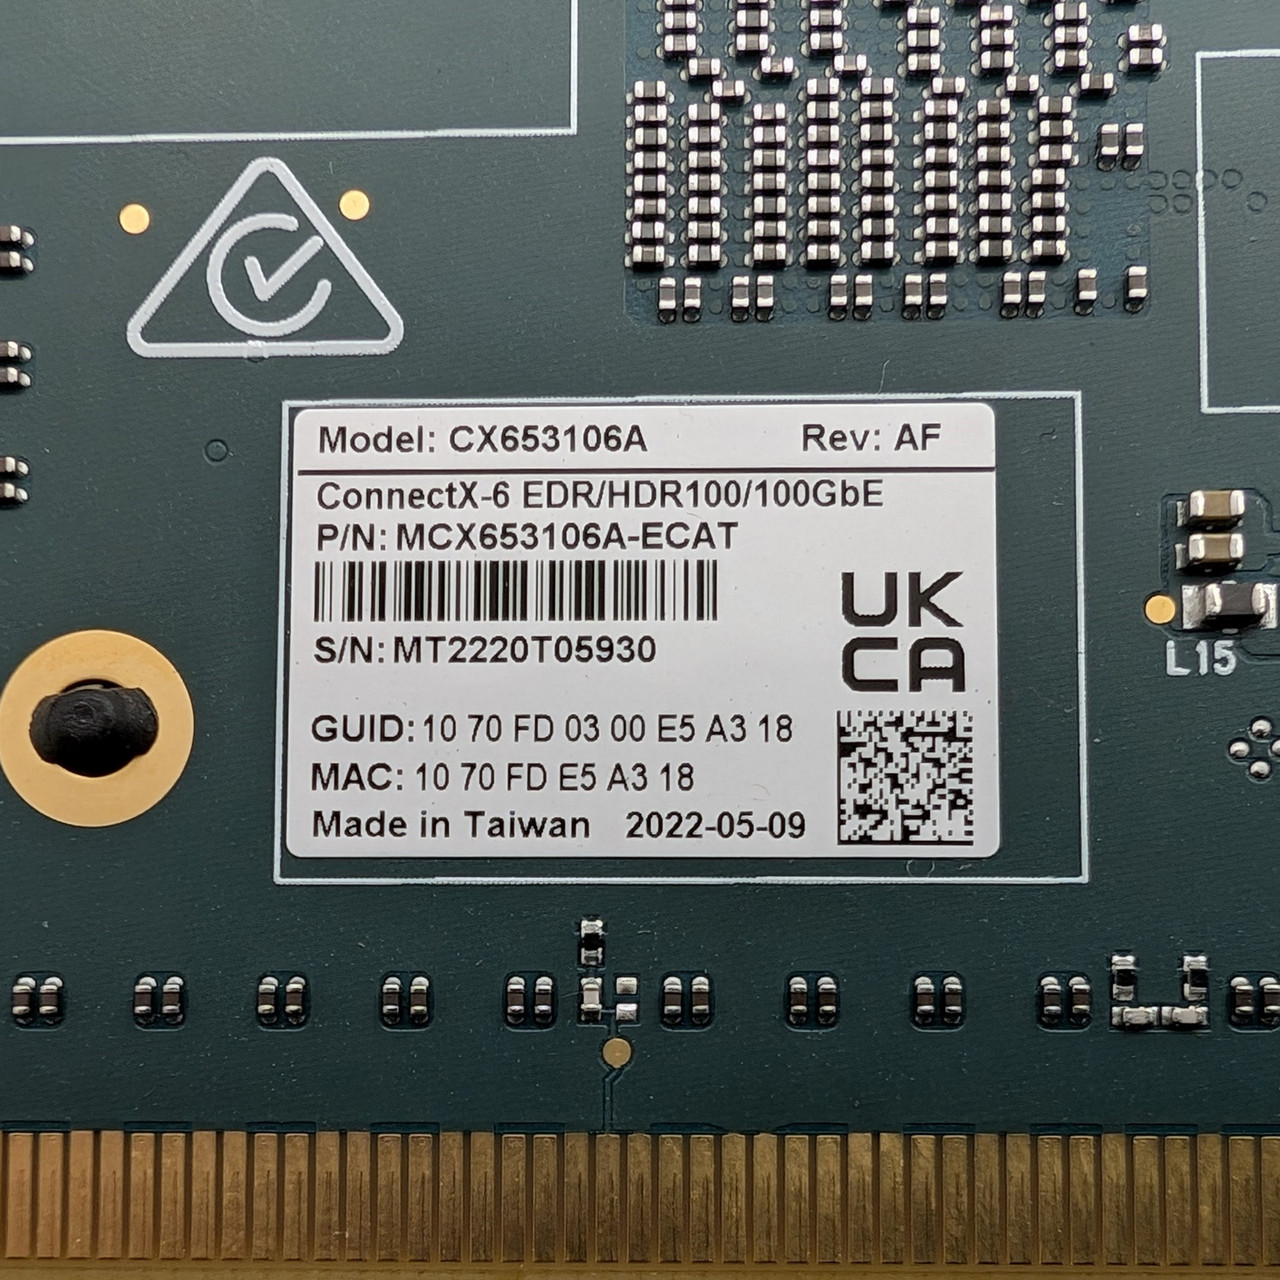 Model: CX653106A Rev: AF
ConnectX-6 EDR/HDR100/100GbE
P/N: MCX653106A-ECAT
S/N: MT2220T05930
UK
CA
GUID: 10 70 FD 03 00 E5 A3 18
MAC: 10 70 FD E5 A3 18
Made in Taiwan 2022-05-09
L15